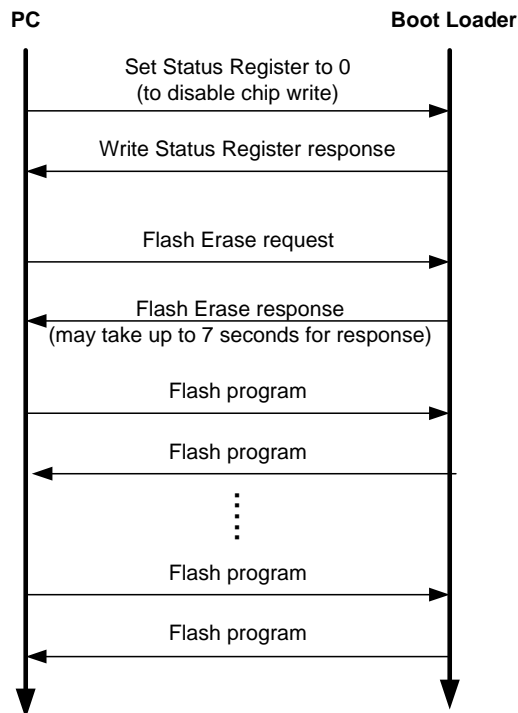 PC
Boot Loader
Set Status Register to 0
(to disable chip write)
Write Status Register response
Flash Erase request
Flash Erase response
(may take up to 7 seconds for response)
Flash program
Flash program
Flash program
Flash program